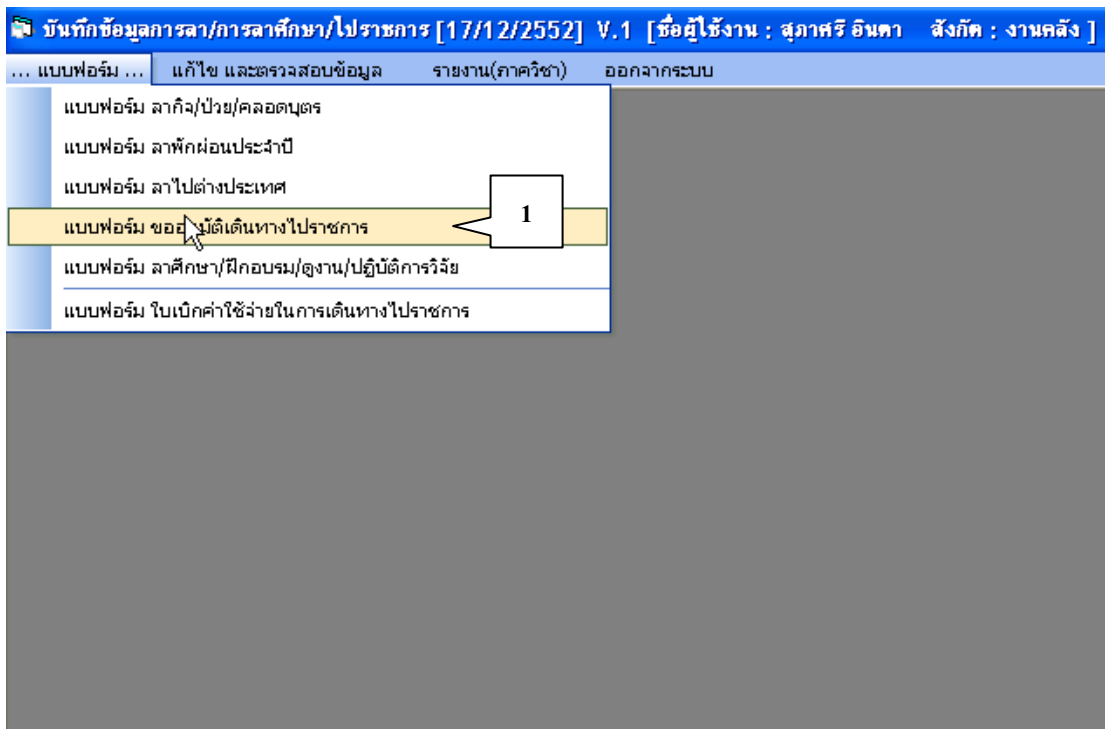 บันทึกข้อมูลการลา/การลาศึกษา/ไปราชการ [17/12/2552] V.1 [ชื่อผู้ใช้งาน : สุภาศรี อินตา สังกัด : งานคลัง ]
... แบบฟอร์ม ... แก้ไข และตรวจสอบข้อมูล รายงาน(ภาควิชา) ออกจากระบบ
แบบฟอร์ม ลากิจ/ป่วย/คลอดบุตร
แบบฟอร์ม ลาพักผ่อนประจำปี
แบบฟอร์ม ลาไปต่างประเทศ
แบบฟอร์ม ขออนุมัติเดินทางไปราชการ
1
แบบฟอร์ม ลาศึกษา/ฝึกอบรม/ดูงาน/ปฏิบัติการวิจัย
แบบฟอร์ม ใบเบิกค่าใช้จ่ายในการเดินทางไปราชการ